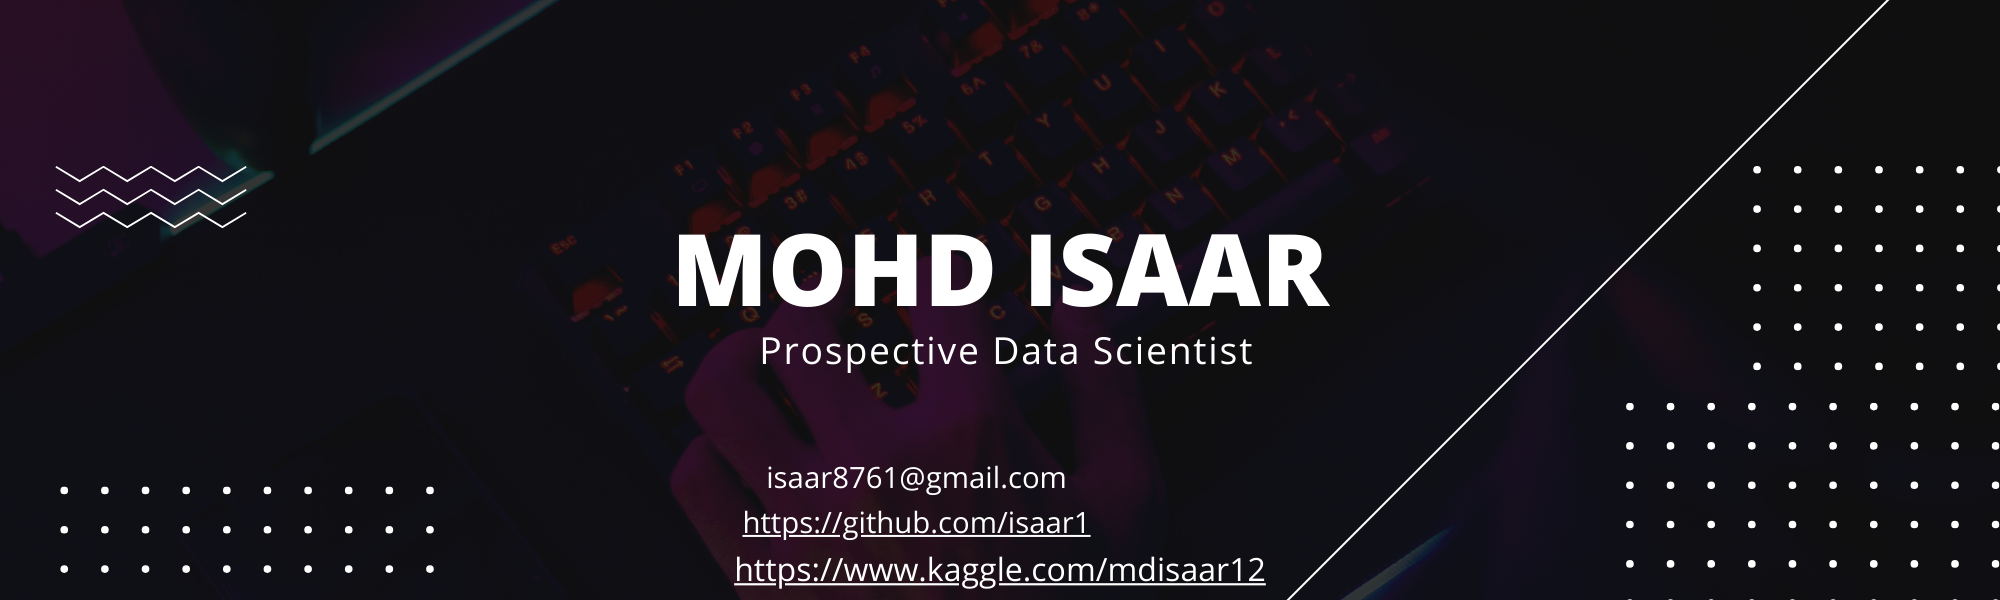 MOHD ISAAR
Prospective Data Scientist
isaar8761@gmail.com
https://github.com/isaar1
https://www.kaggle.com/mdisaar12